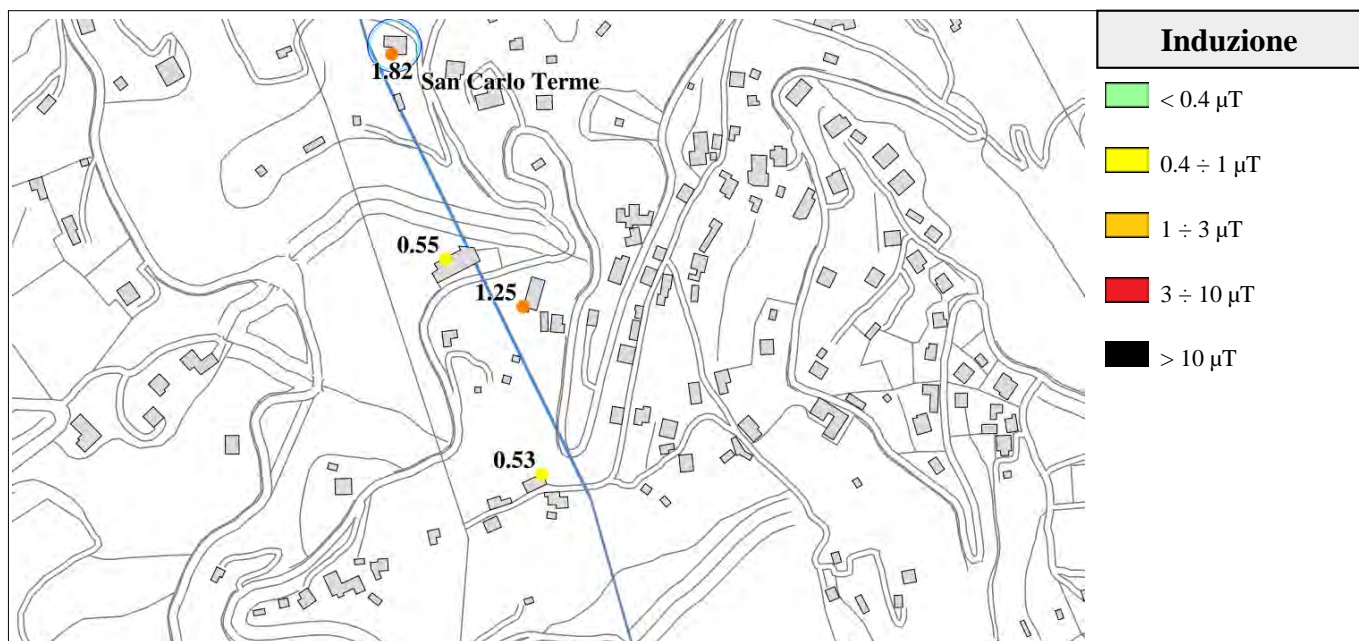 1.82
San Carlo Terme
0.55
1.25
0.53
Induzione
< 0.4 µT
0.4 ÷ 1 µT
1 ÷ 3 µT
3 ÷ 10 µT
> 10 µT